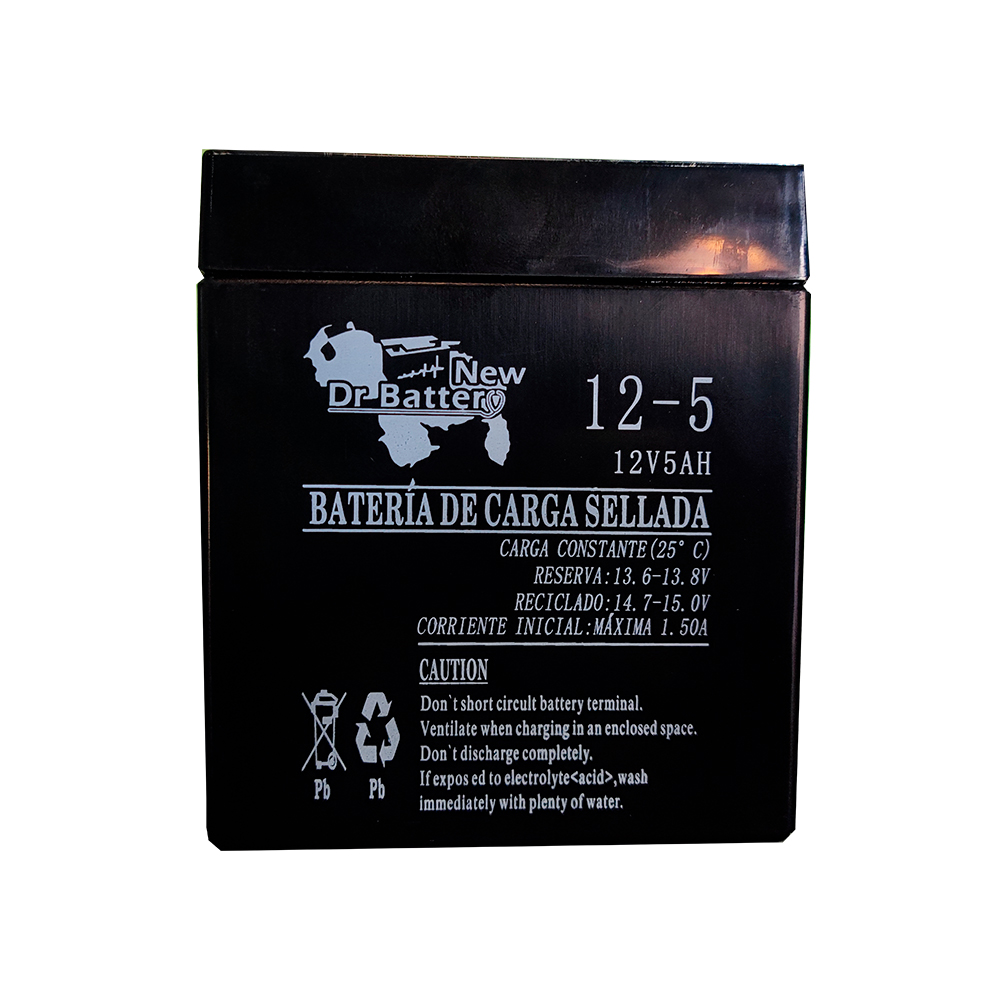 New
Dr Battery
12-5
12V5AH
BATERÍA DE CARGA SELLADA
CARGA CONSTANTE(25° C)
RESERVA:13.6-13.8V
RECICLADO:14.7-15.0V
CORRIENTE INICIAL:MÁXIMA 1.50A
CAUTION
Don`t short circult battery terminal.
Ventilate when charging in an enclosed space.
Don`t discharge completely.
If expos ed to electrolyte<acid>,wash
immediately with plenty of water.
Pb Pb